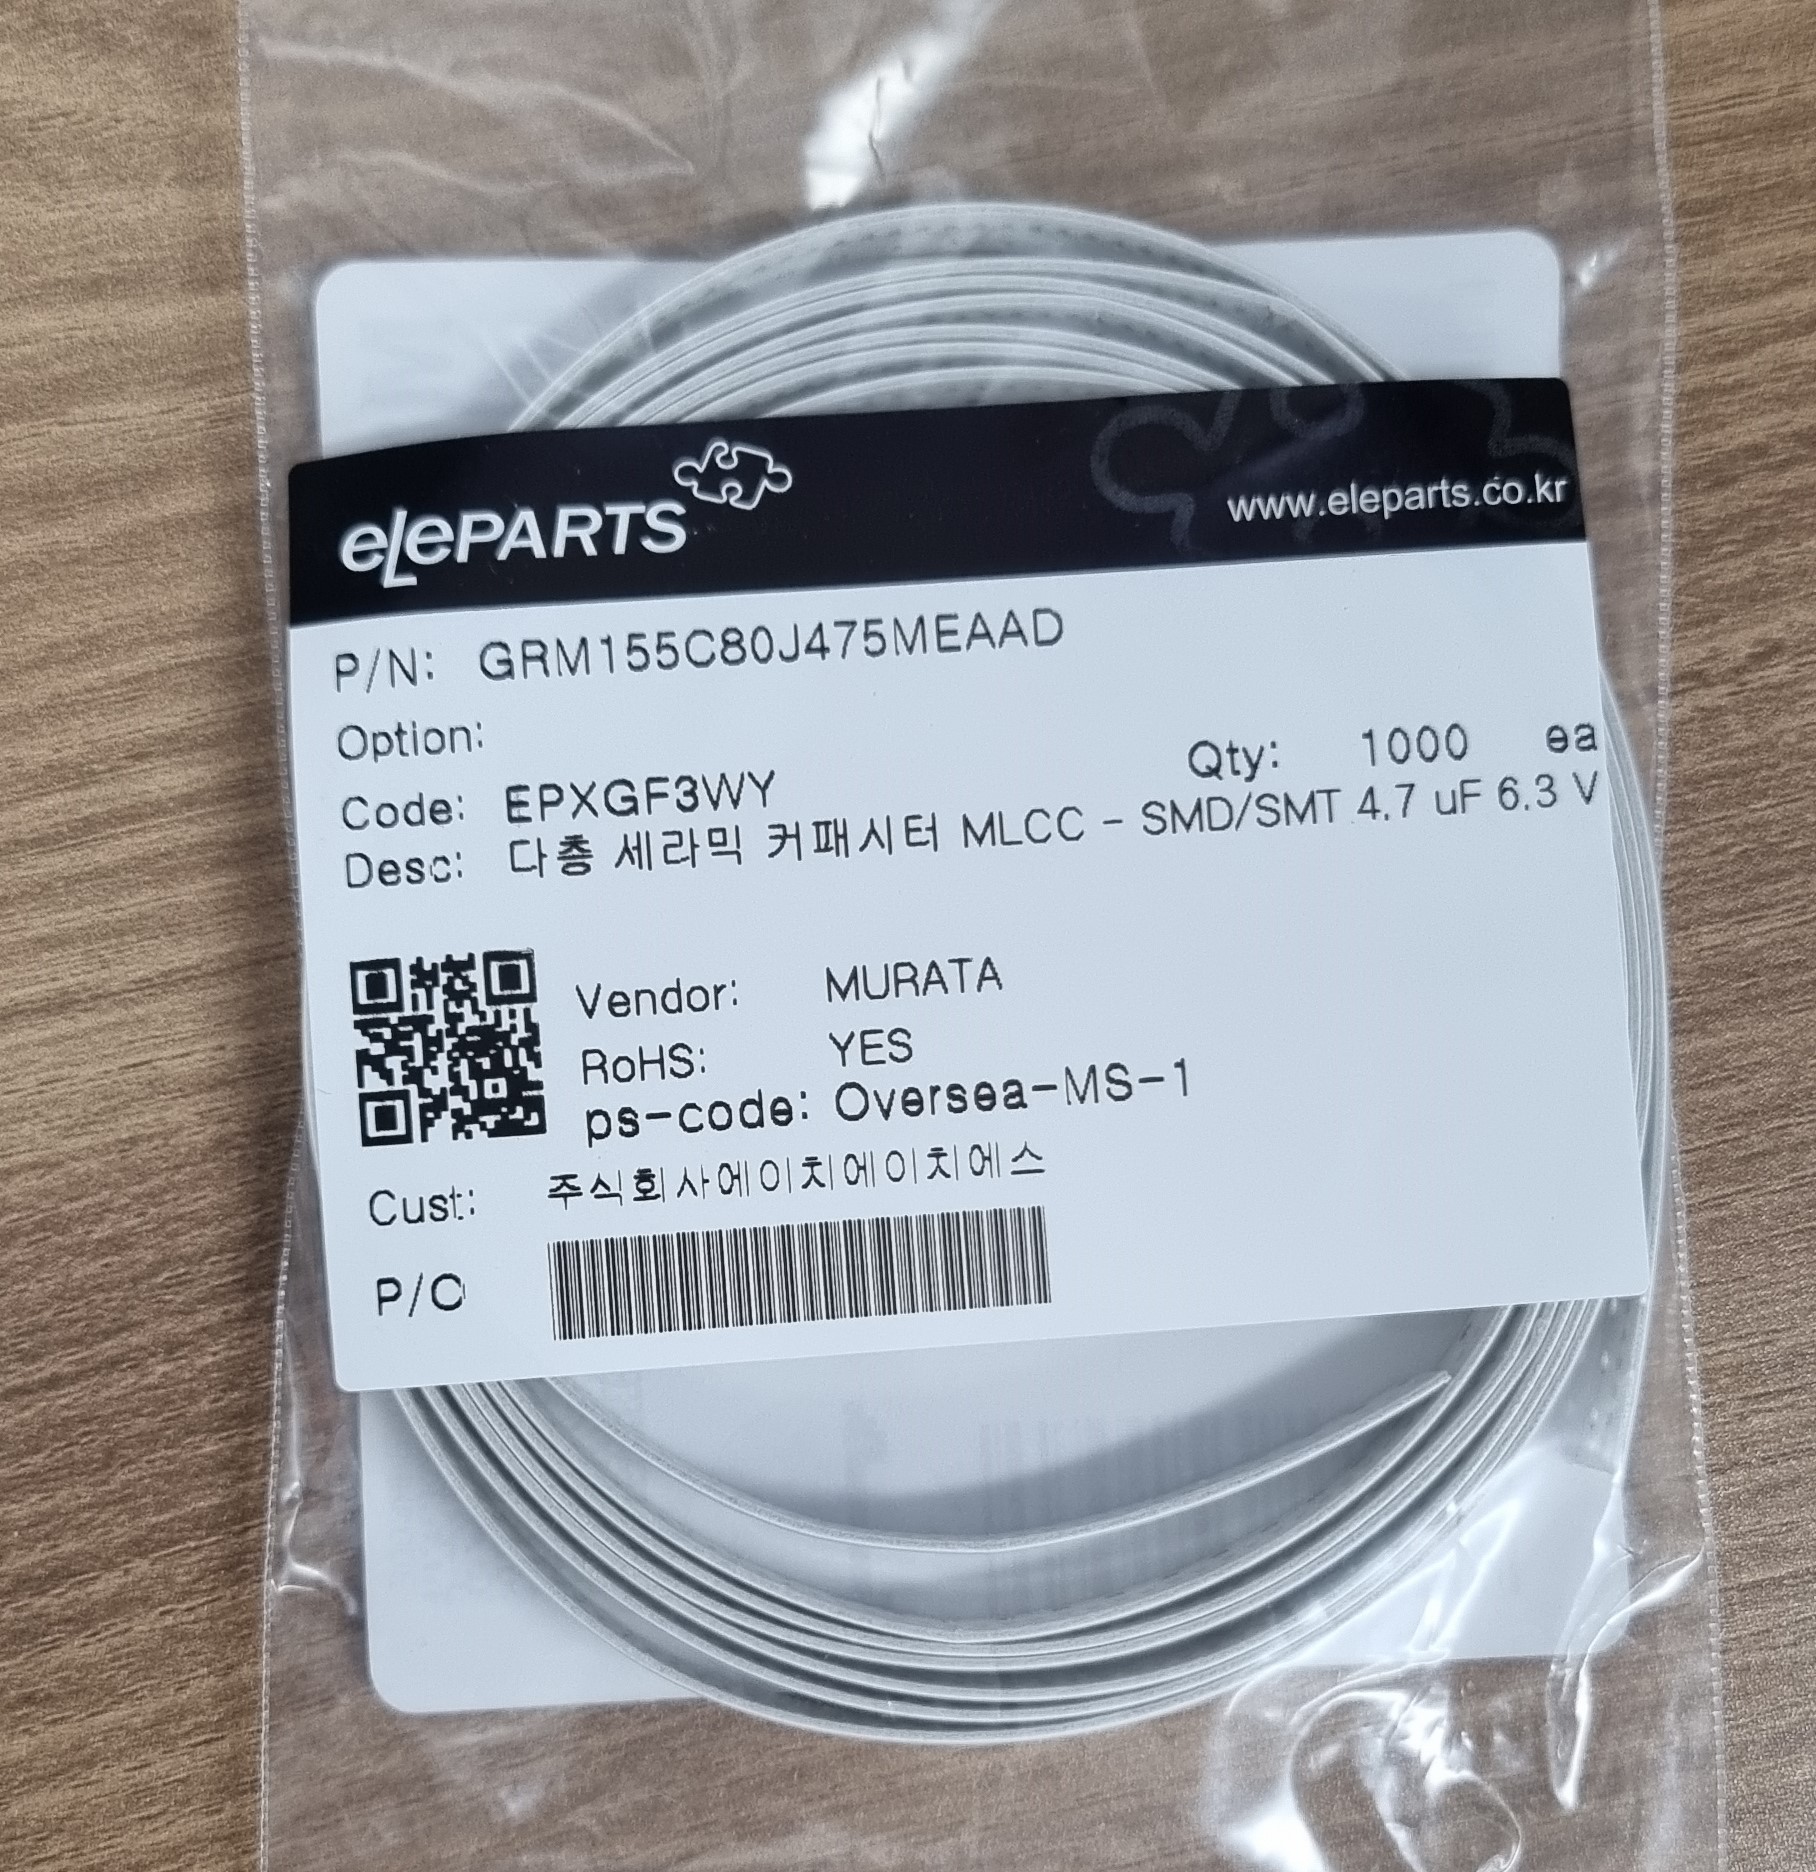 eLePARTS
www.eleparts.co.kr
P/N: GRM155C80J475MEAAD
Option:
Code: EPXGF3WY Qty: 1000 ea
Desc: 다층 세라믹 커패시터 MLCC - SMD/SMT 4.7 uF 6.3 V
Vendor: MURATA
RoHS: YES
ps-code: Oversea-MS-1
Cust: 주식회사에이치에이치에스
P/O